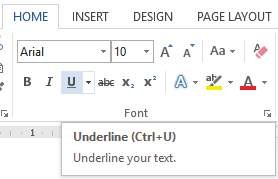 HOME INSERT DESIGN PAGE LAYOUT
Arial 10 A A Aa
B I U abc X₂ X² A ab A
Font
1
Underline (Ctrl+U)
Underline your text.